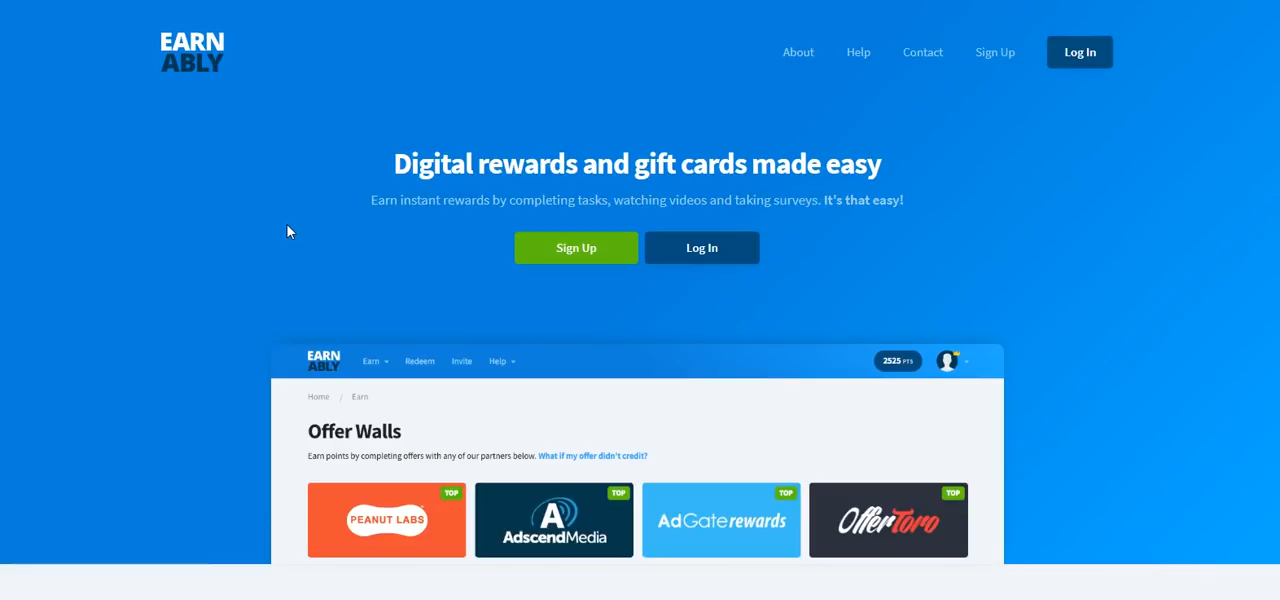 EARN
ABLY
About Help Contact Sign Up Log In
Digital rewards and gift cards made easy
Earn instant rewards by completing tasks, watching videos and taking surveys. It's that easy!
Sign Up Log In
EARN
ABLY
Earn Redeem Invite Help 2525 PTS
Home / Earn
Offer Walls
Earn points by completing offers with any of our partners below. What if my offer didn't credit?
TOP TOP TOP TOP
PEANUT LABS AdscendMedia AdGate rewards OfferToro